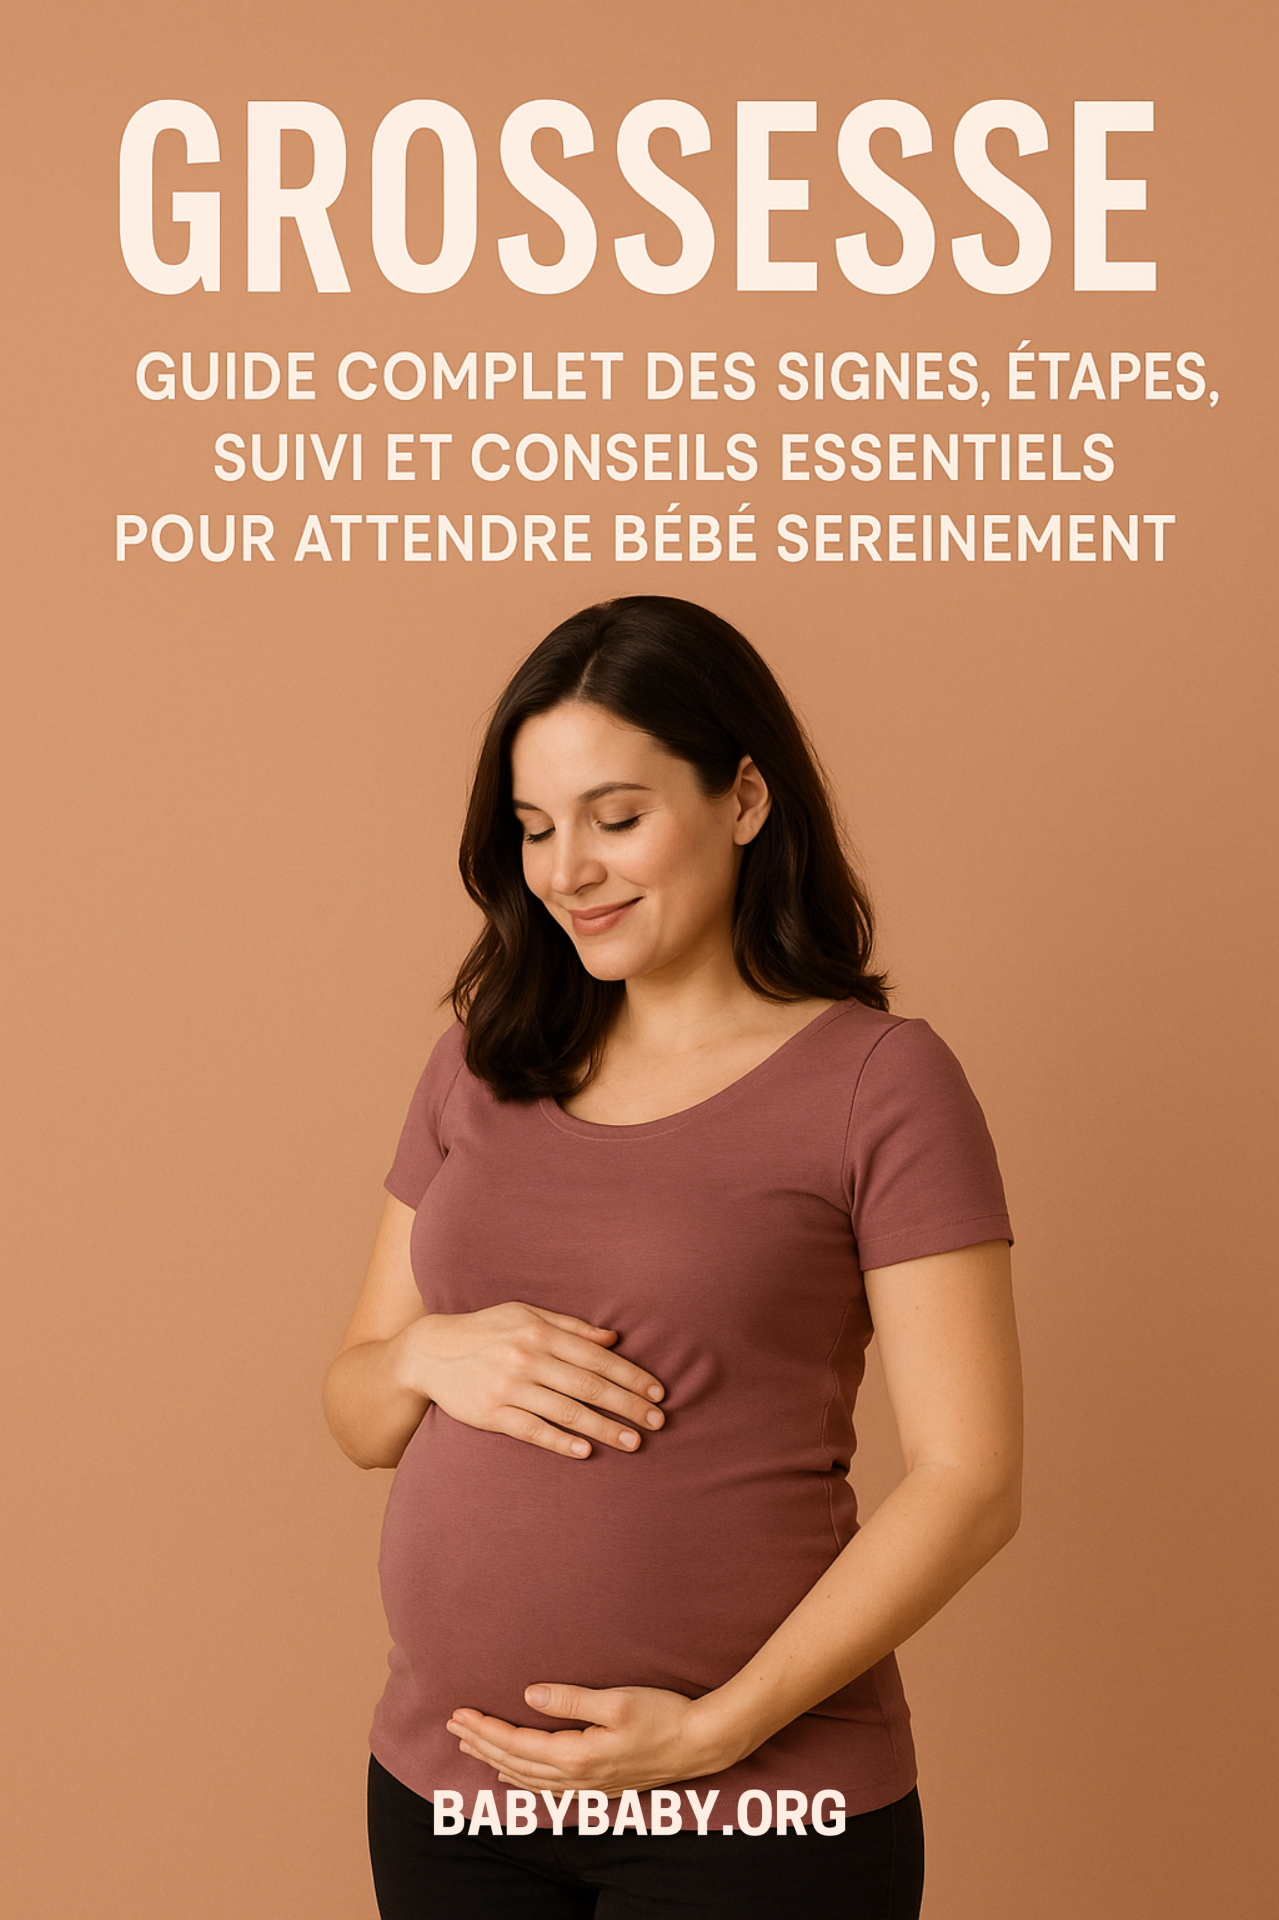 GROSSESSE
GUIDE COMPLET DES SIGNES, ÉTAPES,
SUIVI ET CONSEILS ESSENTIELS
POUR ATTENDRE BÉBÉ SEREINEMENT
BABYBABY.ORG